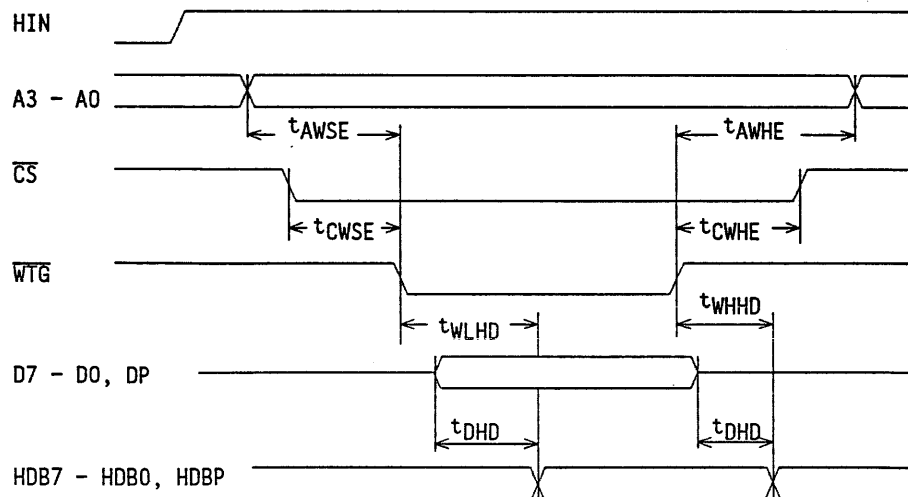 HIN
A3 - A0
tAWSE
tAWHE
CS
tCWSE
tCWHE
WTG
tWLHD
tWHHD
D7 - D0, DP
tDHD
tDHD
HDB7 - HDB0, HDBP